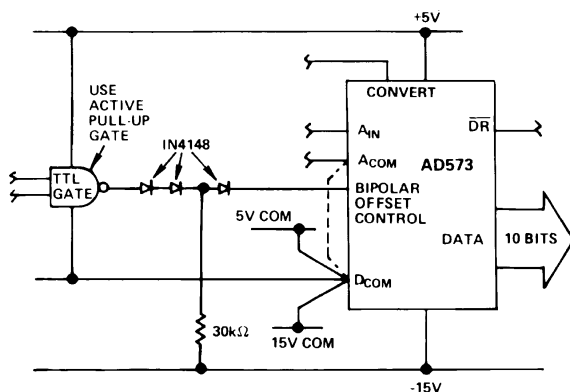 +5V
USE
ACTIVE
PULL-UP
GATE
CONVERT
IN4148
AIN
DR
ACOM
AD573
TTL
GATE
BIPOLAR
OFFSET
CONTROL
5V COM
DATA
10 BITS
DCOM
30kΩ
15V COM
-15V